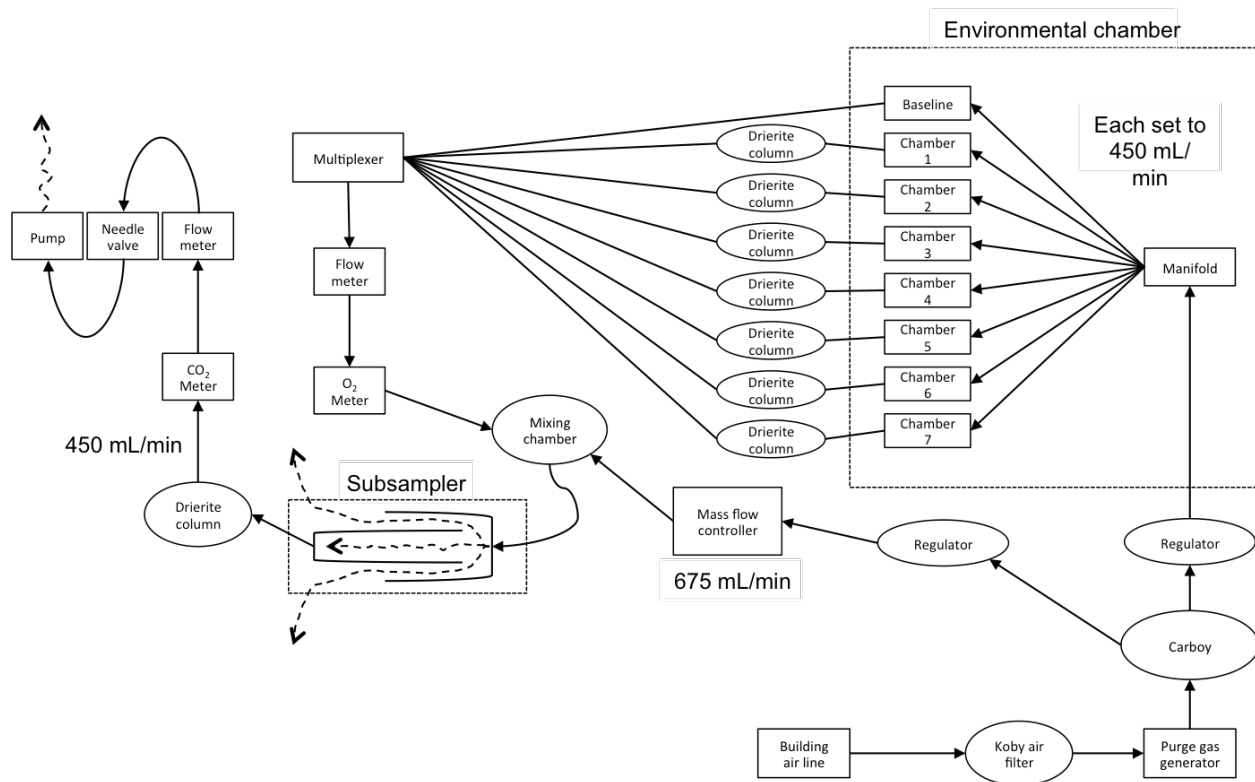 Environmental chamber
Baseline
Each set to
450 mL/
min
Multiplexer
Drierite
column
Chamber
1
Drierite
column
Chamber
2
Drierite
column
Chamber
3
Drierite
column
Chamber
4
Drierite
column
Chamber
5
Drierite
column
Chamber
6
Drierite
column
Chamber
7
Manifold
Pump
Needle
valve
Flow
meter
Flow
meter
CO2
Meter
O2
Meter
450 mL/min
Mixing
chamber
Subsampler
Drierite
column
Mass flow
controller
675 mL/min
Regulator
Regulator
Carboy
Building
air line
Koby air
filter
Purge gas
generator